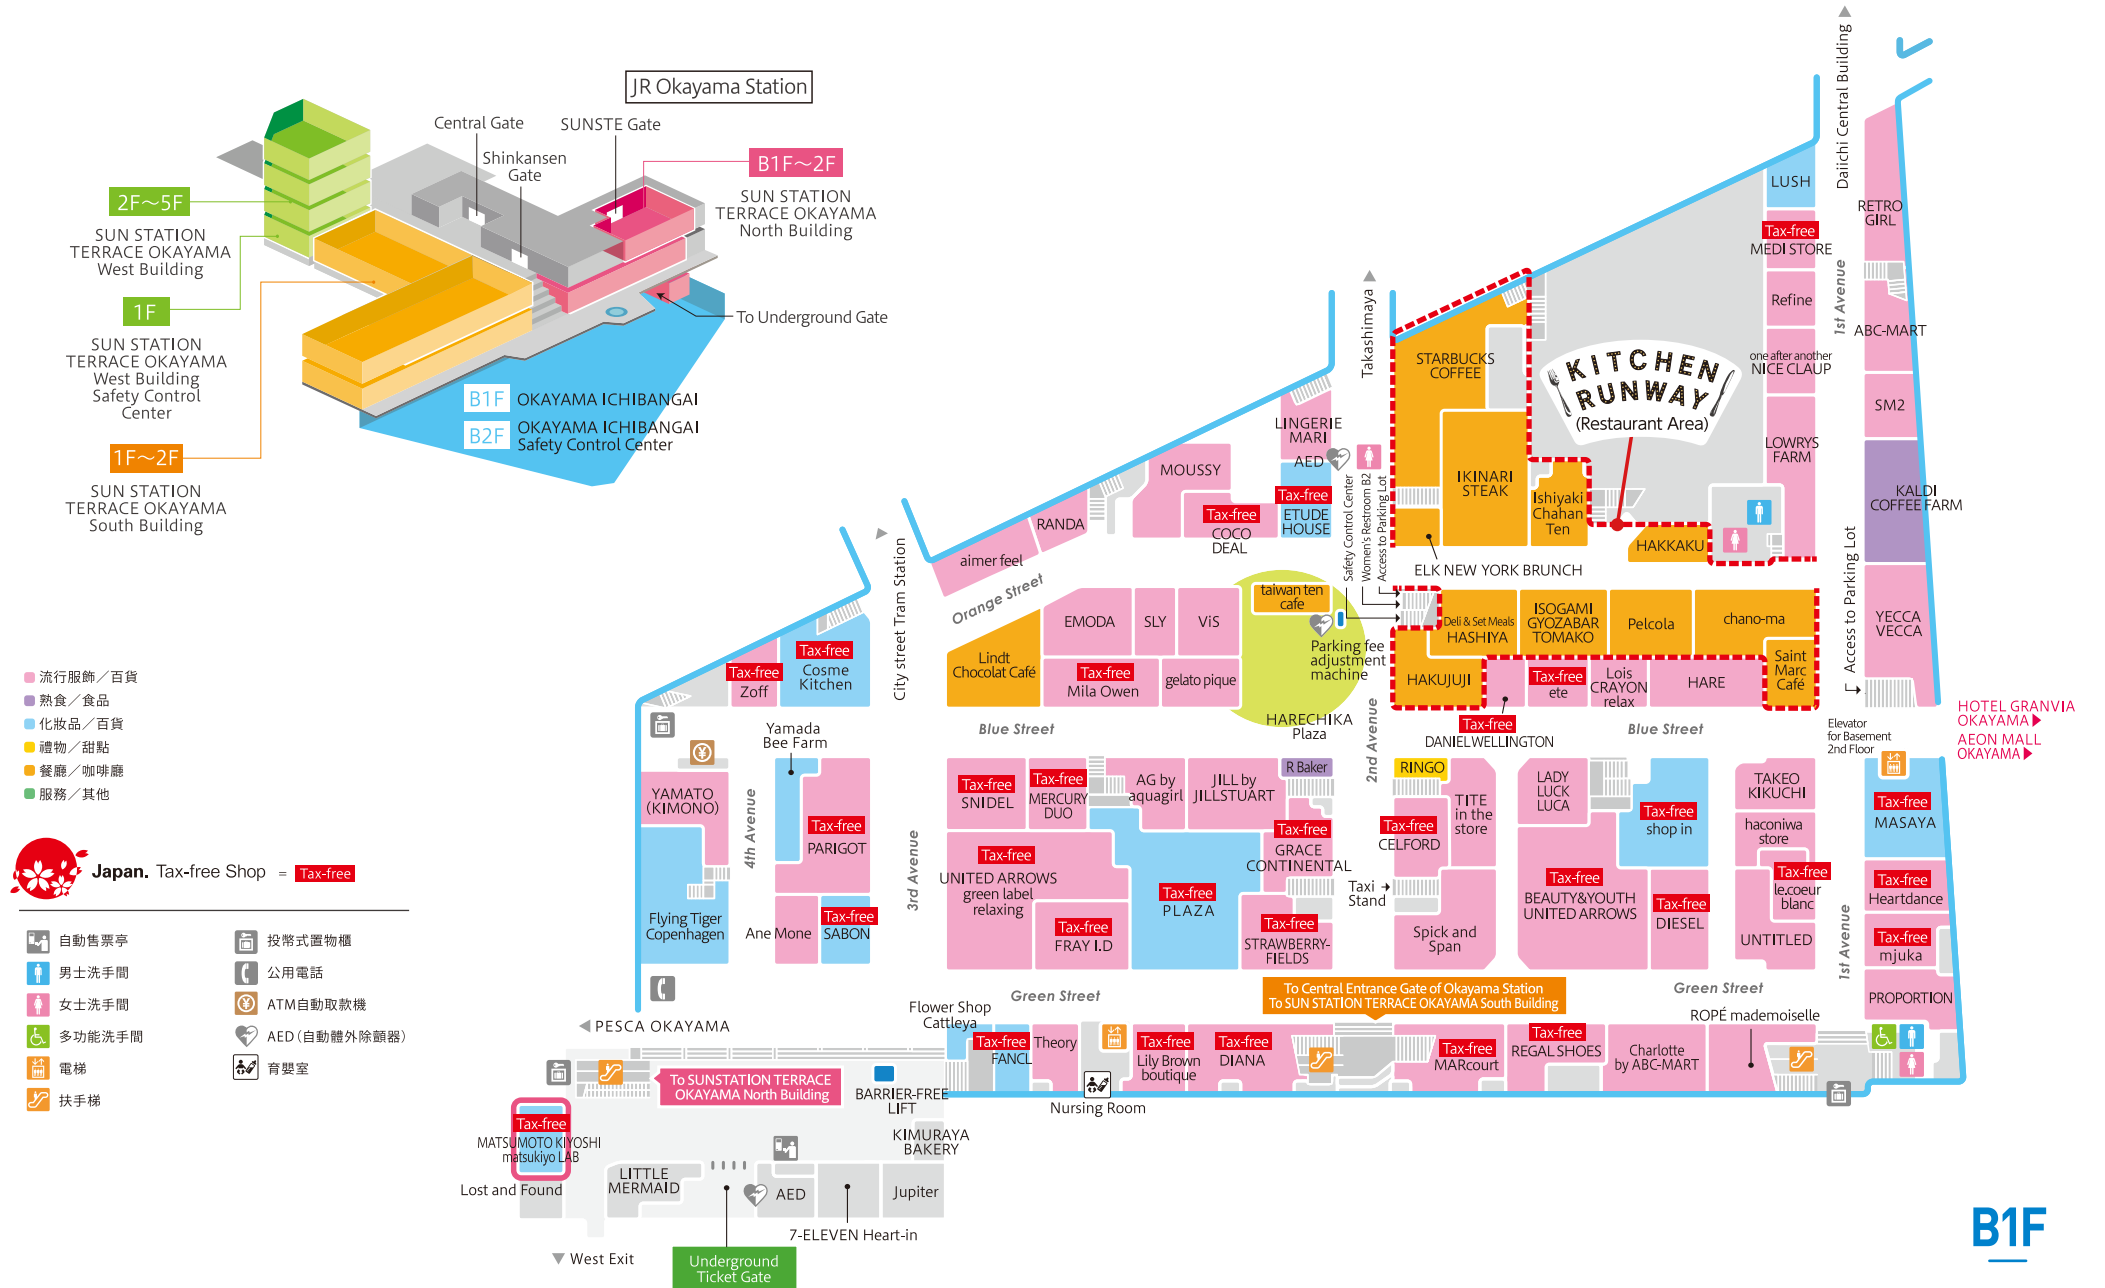 JR Okayama Station
Central Gate
SUNSTE Gate
Shinkansen
Gate
B1F～2F
SUN STATION
TERRACE OKAYAMA
North Building
2F～5F
SUN STATION
TERRACE OKAYAMA
West Building
1F
SUN STATION
TERRACE OKAYAMA
West Building
Safety Control
Center
1F～2F
SUN STATION
TERRACE OKAYAMA
South Building
To Underground Gate
B1F OKAYAMA ICHIBANGAI
B2F OKAYAMA ICHIBANGAI
Safety Control Center
流行服飾／百貨
熟食／食品
化妝品／百貨
禮物／甜點
餐廳／咖啡廳
服務／其他
Japan. Tax-free Shop = Tax-free
自動售票亭
男士洗手間
女士洗手間
多功能洗手間
電梯
扶手梯
投幣式置物櫃
公用電話
ATM自動取款機
AED（自動體外除顫器）
育嬰室
Daiichi Central Building
LUSH
RETRO
GIRL
Tax-free
MEDI STORE
1st Avenue
Refine
ABC-MART
one after another
NICE CLAUP
SM2
LOWRYS
FARM
KALDI
COFFEE FARM
Access to Parking Lot
YECCA
VECCA
Takashimaya
STARBUCKS
COFFEE
KITCHEN
RUNWAY
(Restaurant Area)
IKINARI
STEAK
Ishiyaki
Chahan
Ten
HAKKAKU
ELK NEW YORK BRUNCH
LINGERIE
MARI
AED
Tax-free
ETUDE
HOUSE
MOUSSY
Tax-free
COCO
DEAL
RANDA
aimer feel
Orange Street
Safety Control Center
Women's Restroom B2
Access to Parking Lot
City street Tram Station
taiwan ten
cafe
Parking fee
adjustment
machine
HARECHIKA
Plaza
EMODA
SLY
ViS
Lindt
Chocolat Café
Tax-free
Mila Owen
gelato pique
Deli & Set Meals
HASHIYA
ISOGAMI
GYOZABAR
TOMAKO
Pelcola
chano-ma
HAKUJUJI
Tax-free
ete
Lois
CRAYON
relax
HARE
Saint
Marc
Café
Tax-free
DANIELWELLINGTON
Tax-free
Cosme
Kitchen
Tax-free
Zoff
Blue Street
2nd Avenue
Blue Street
Elevator
for Basement
2nd Floor
HOTEL GRANVIA
OKAYAMA
AEON MALL
OKAYAMA
Yamada
Bee Farm
YAMATO
(KIMONO)
4th Avenue
Tax-free
PARIGOT
Flying Tiger
Copenhagen
Ane Mone
Tax-free
SABON
3rd Avenue
Tax-free
SNIDEL
Tax-free
MERCURY
DUO
AG by
aquagirl
JILL by
JILLSTUART
R Baker
Tax-free
GRACE
CONTINENTAL
Tax-free
UNITED ARROWS
green label
relaxing
Tax-free
FRAY I.D
Tax-free
PLAZA
Tax-free
STRAWBERRY-
FIELDS
RINGO
TITE
in the
store
Tax-free
CELFORD
Taxi
Stand
Spick and
Span
LADY
LUCK
LUCA
Tax-free
shop in
Tax-free
BEAUTY&YOUTH
UNITED ARROWS
Tax-free
DIESEL
TAKEO
KIKUCHI
haconiwa
store
Tax-free
le.coeur
blanc
UNTITLED
1st Avenue
Tax-free
MASAYA
Tax-free
Heartdance
Tax-free
mjuka
PROPORTION
Green Street
To Central Entrance Gate of Okayama Station
To SUN STATION TERRACE OKAYAMA South Building
Green Street
ROPÉ mademoiselle
PESCA OKAYAMA
Flower Shop
Cattleya
Tax-free
FANCL
Theory
Tax-free
Lily Brown
boutique
Tax-free
DIANA
Tax-free
MARcourt
Tax-free
REGAL SHOES
Charlotte
by ABC-MART
Nursing Room
To SUNSTATION TERRACE
OKAYAMA North Building
BARRIER-FREE
LIFT
Tax-free
MATSUMOTO KIYOSHI
matsukiyo LAB
Lost and Found
KIMURAYA
BAKERY
LITTLE
MERMAID
AED
Jupiter
7-ELEVEN Heart-in
West Exit
Underground
Ticket Gate
B1F